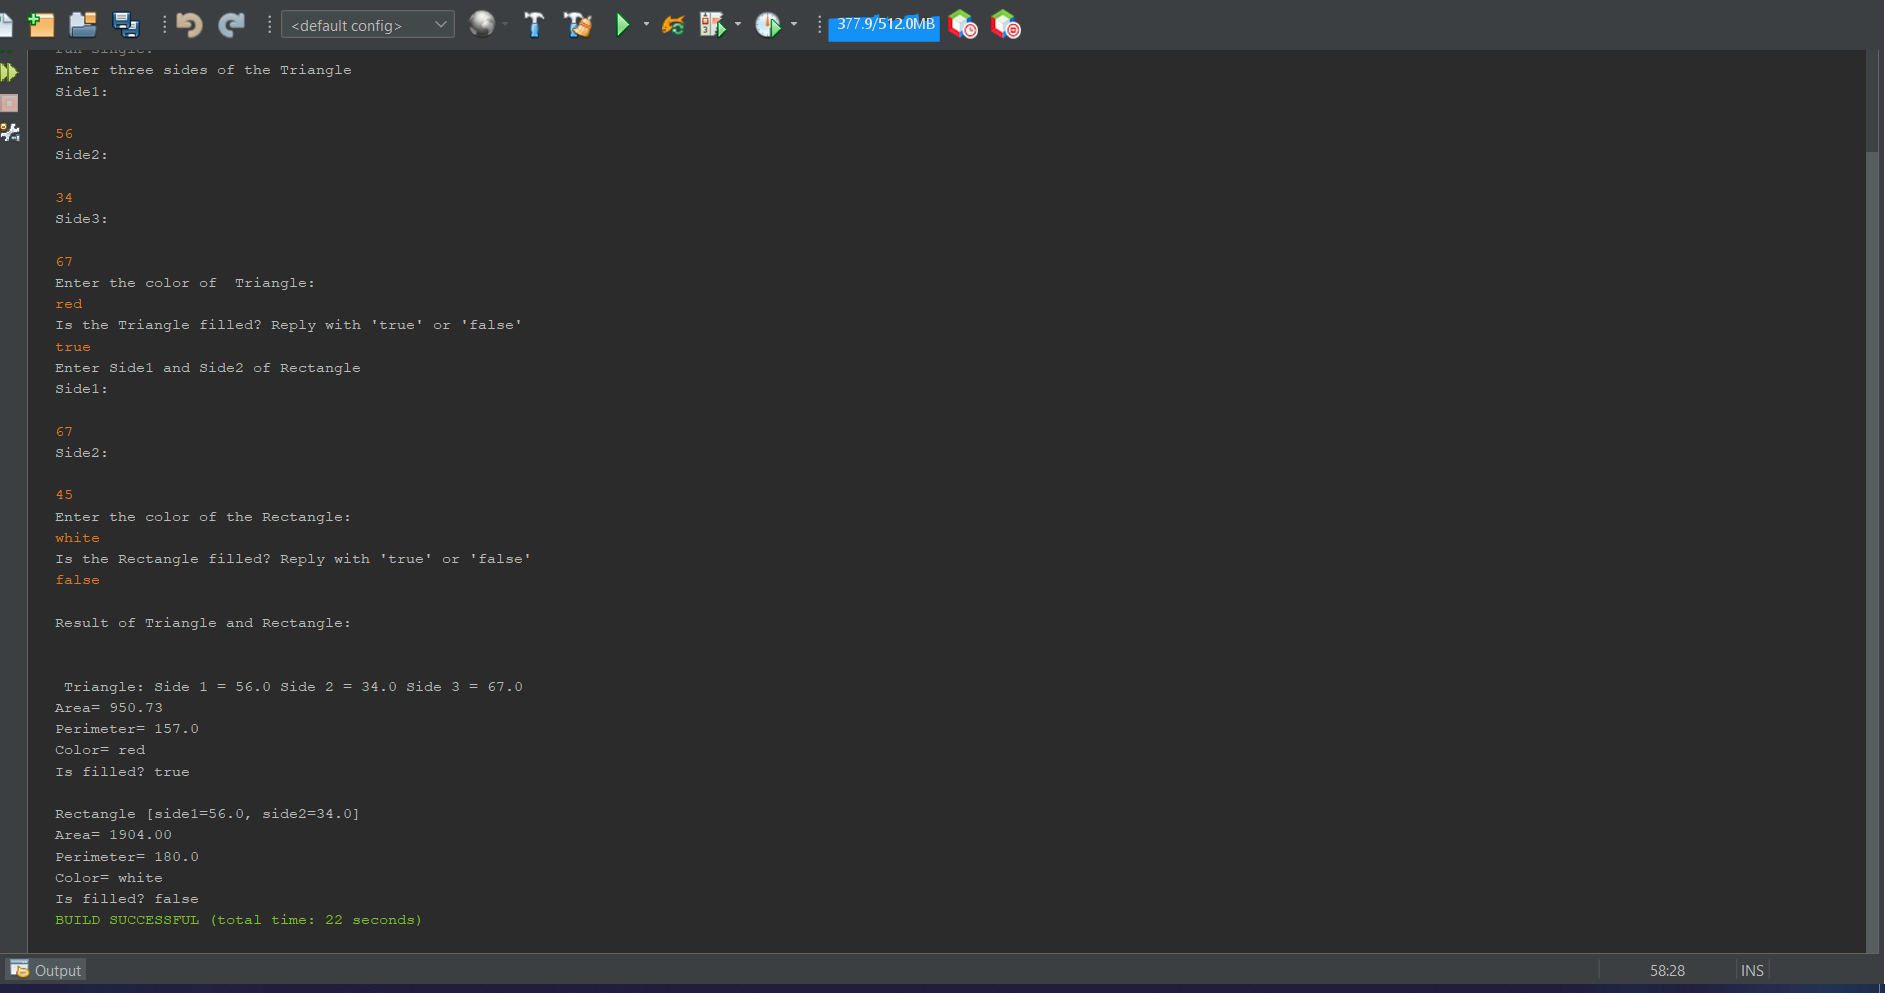 <default config>
377.9/512.0MB
run single:
Enter three sides of the Triangle
Side1:
56
Side2:
34
Side3:
67
Enter the color of  Triangle:
red
Is the Triangle filled? Reply with 'true' or 'false'
true
Enter Side1 and Side2 of Rectangle
Side1:
67
Side2:
45
Enter the color of the Rectangle:
white
Is the Rectangle filled? Reply with 'true' or 'false'
false
Result of Triangle and Rectangle:
Triangle: Side 1 = 56.0 Side 2 = 34.0 Side 3 = 67.0
Area= 950.73
Perimeter= 157.0
Color= red
Is filled? true
Rectangle [side1=56.0, side2=34.0]
Area= 1904.00
Perimeter= 180.0
Color= white
Is filled? false
BUILD SUCCESSFUL (total time: 22 seconds)
Output
58:28
INS